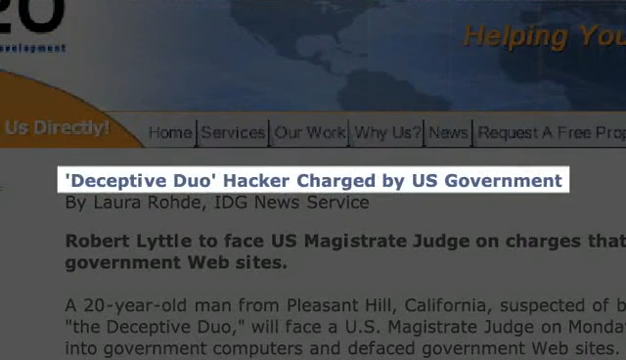 20
evelopment
Helping You
Us Directly!
Home Services Our Work Why Us? News Request A Free Prop
'Deceptive Duo' Hacker Charged by US Government
By Laura Rohde, IDG News Service
Robert Lyttle to face US Magistrate Judge on charges that
government Web sites.
A 20-year-old man from Pleasant Hill, California, suspected of b
"the Deceptive Duo," will face a U.S. Magistrate Judge on Monda
into government computers and defaced government Web sites.